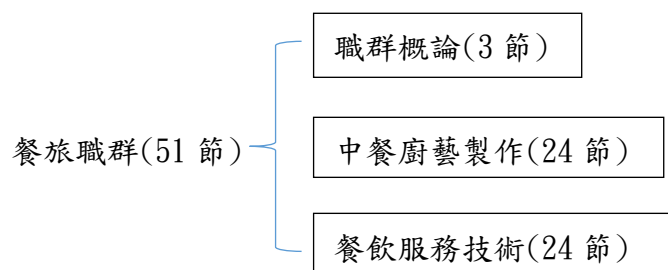 職群概論(3 節)
餐旅職群(51 節)
中餐廚藝製作(24 節)
餐飲服務技術(24 節)